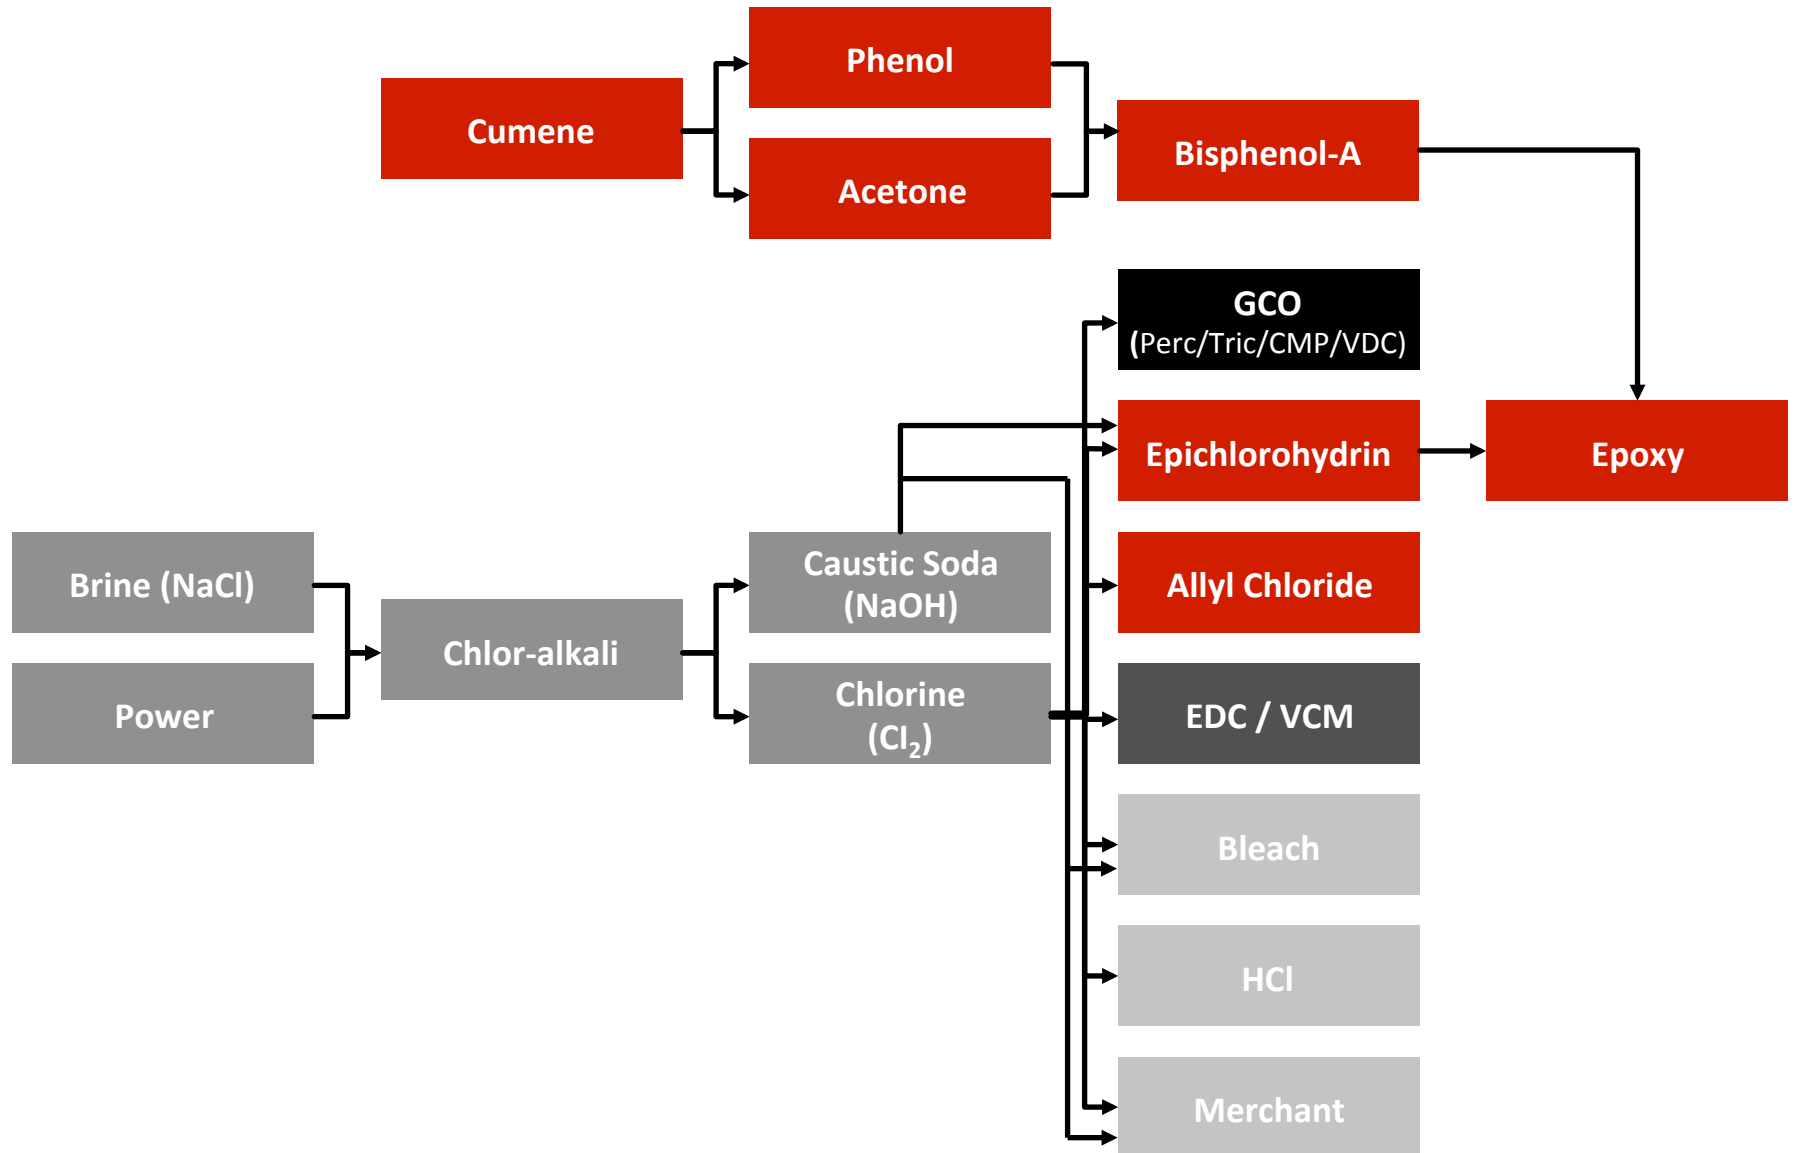 Phenol
Cumene
Acetone
Bisphenol-A
GCO
(Perc/Tric/CMP/VDC)
Epichlorohydrin
Epoxy
Brine (NaCl)
Power
Chlor-alkali
Caustic Soda
(NaOH)
Chlorine
(Cl₂)
Allyl Chloride
EDC / VCM
Bleach
HCl
Merchant